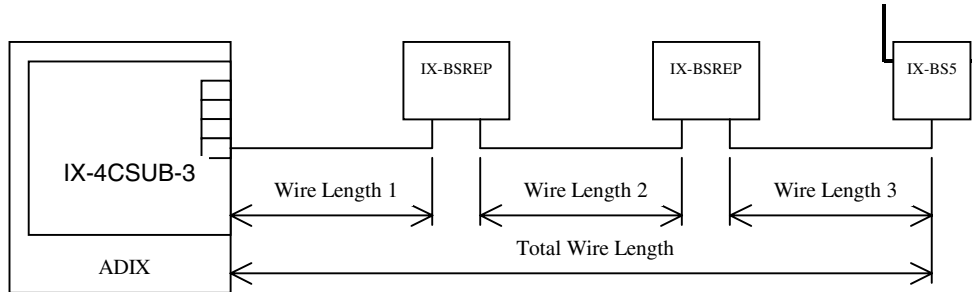 IX-BSREP
IX-BSREP
IX-BS5
IX-4CSUB-3
Wire Length 1
Wire Length 2
Wire Length 3
Total Wire Length
ADIX